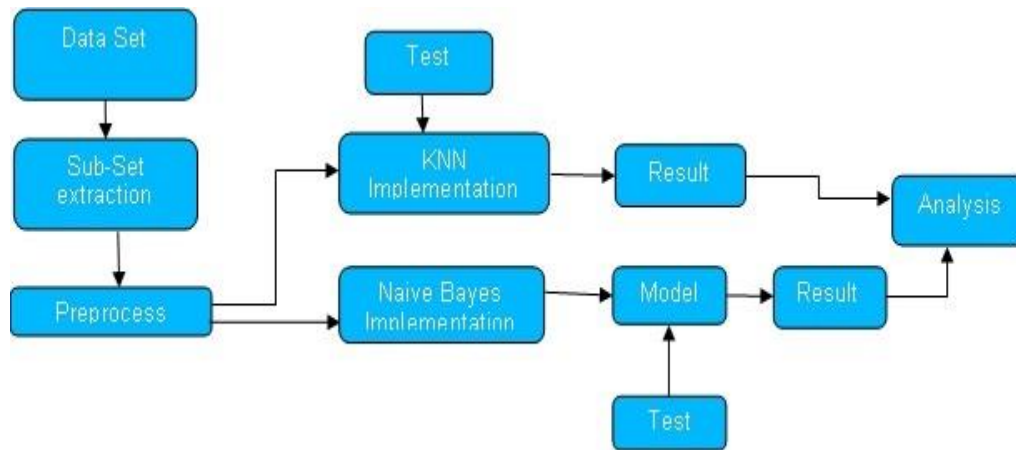 Data Set
Test
Sub-Set
extraction
KNN
Implementation
Result
Analysis
Preprocess
Naive Bayes
Implementation
Model
Result
Test